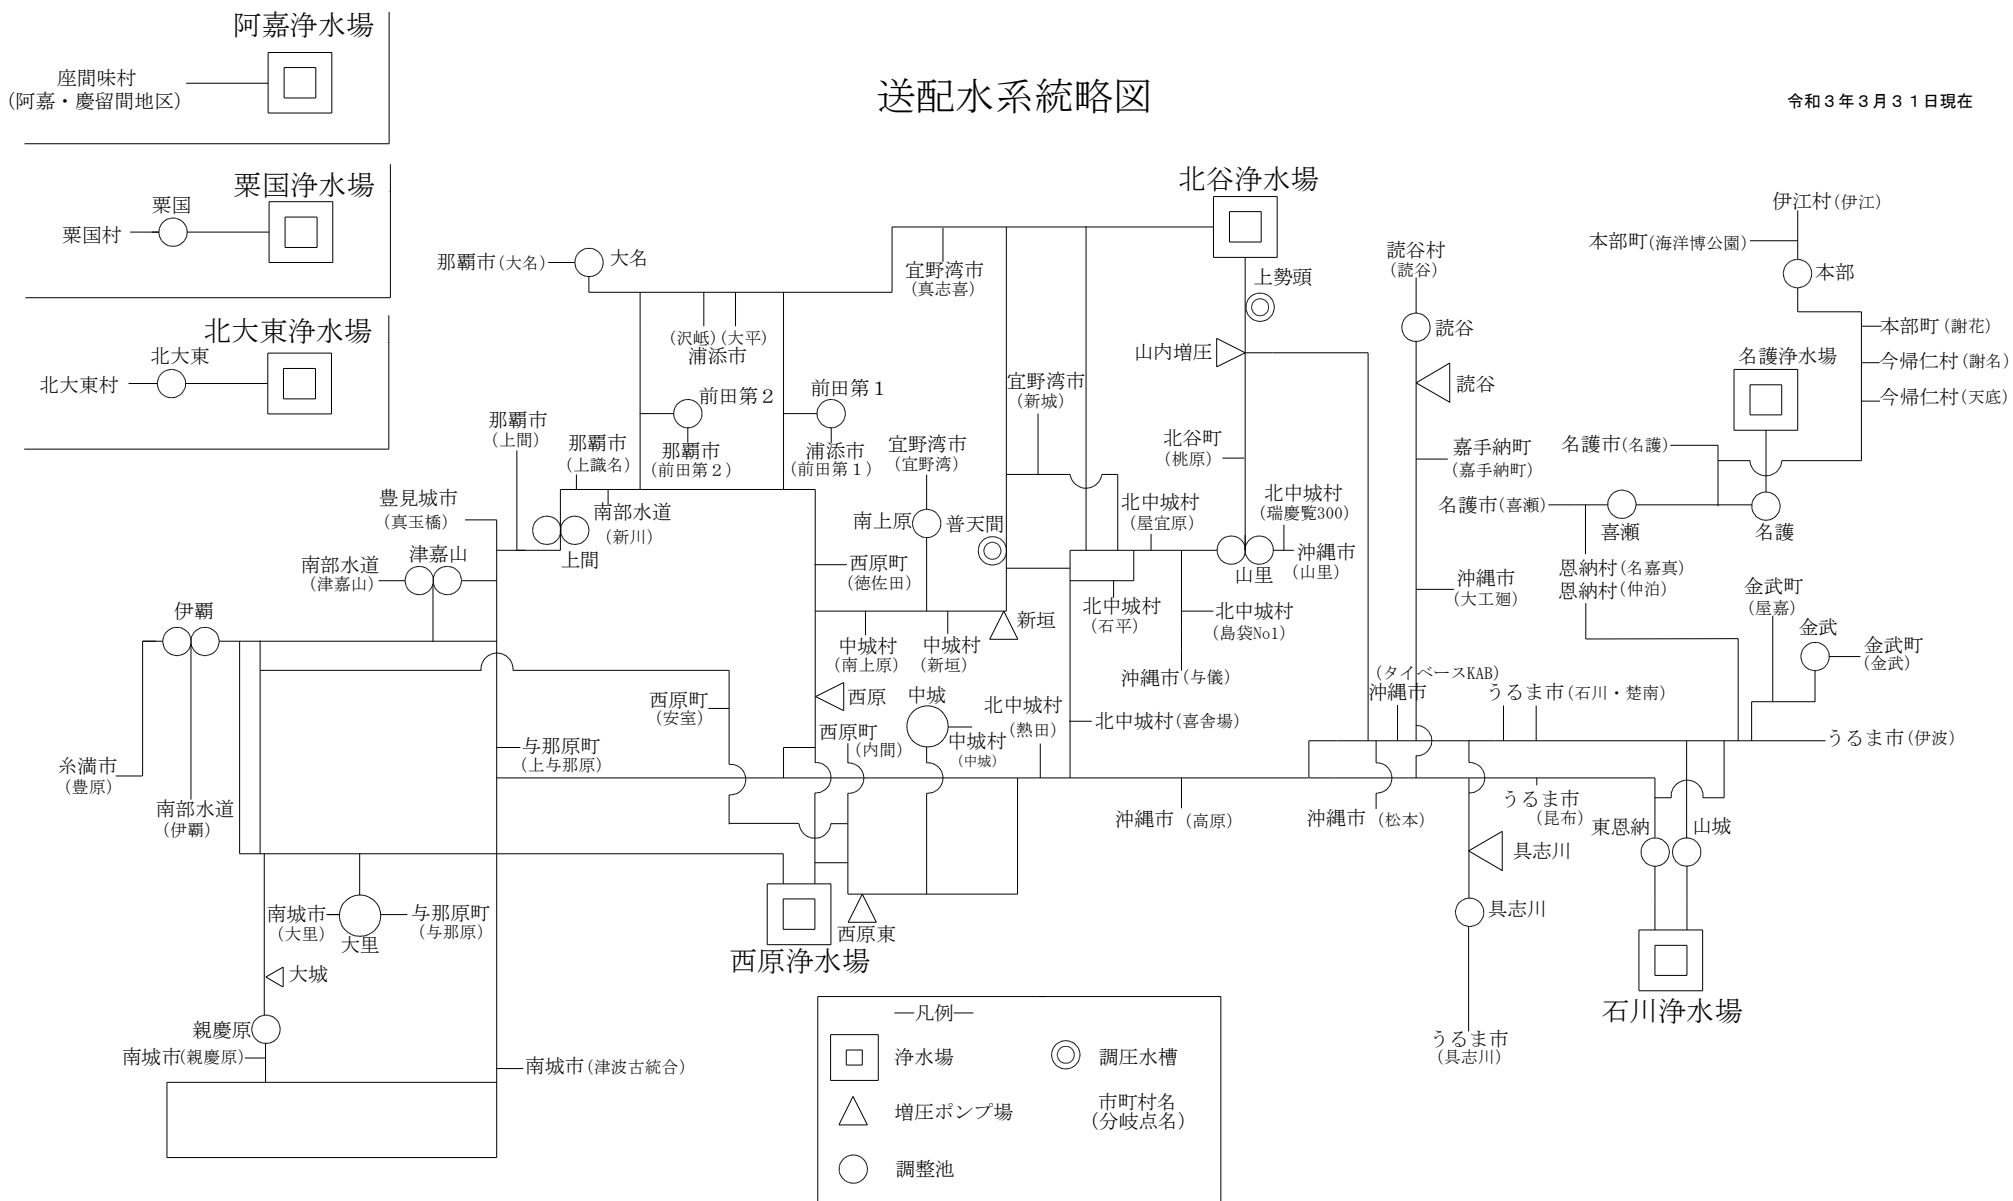 送配水系統略図
令和３年３月３１日現在
阿嘉浄水場
座間味村
(阿嘉・慶留間地区)
粟国浄水場
粟国
粟国村
北大東浄水場
北大東
北大東村
那覇市(大名)
大名
宜野湾市
(真志喜)
北谷浄水場
上勢頭
山内増圧
(沢岻)
(大平)
浦添市
前田第２
那覇市
(前田第２)
前田第１
浦添市
(前田第１)
宜野湾市
(新城)
宜野湾市
(宜野湾)
南上原
普天間
北谷町
(桃原)
読谷村
(読谷)
読谷
読谷
嘉手納町
(嘉手納町)
沖縄市
(大工廻)
伊江村(伊江)
本部町(海洋博公園)
本部
本部町(謝花)
今帰仁村(謝名)
今帰仁村(天底)
名護浄水場
名護市(名護)
名護市(喜瀬)
喜瀬
名護
恩納村(名嘉真)
恩納村(仲泊)
金武町
(屋嘉)
金武
金武町
(金武)
那覇市
(上間)
那覇市
(上識名)
南部水道
(新川)
上間
豊見城市
(真玉橋)
津嘉山
南部水道
(津嘉山)
伊覇
糸満市
(豊原)
南部水道
(伊覇)
西原町
(徳佐田)
中城村
(南上原)
中城村
(新垣)
新垣
北中城村
(屋宜原)
北中城村
(瑞慶覧300)
山里
沖縄市
(山里)
北中城村
(石平)
北中城村
(島袋No1)
沖縄市(与儀)
北中城村(喜舎場)
西原町
(安室)
西原
西原町
(内間)
中城
中城村
(中城)
北中城村
(熱田)
与那原町
(上与那原)
(タイベースKAB)
沖縄市
うるま市(石川・楚南)
うるま市(伊波)
沖縄市 (高原)
沖縄市 (松本)
うるま市
(昆布)
東恩納
山城
具志川
具志川
うるま市
(具志川)
石川浄水場
南城市
(大里)
大里
与那原町
(与那原)
大城
親慶原
南城市(親慶原)
南城市(津波古統合)
西原東
西原浄水場
―凡例―
浄水場
調圧水槽
増圧ポンプ場
市町村名
(分岐点名)
調整池